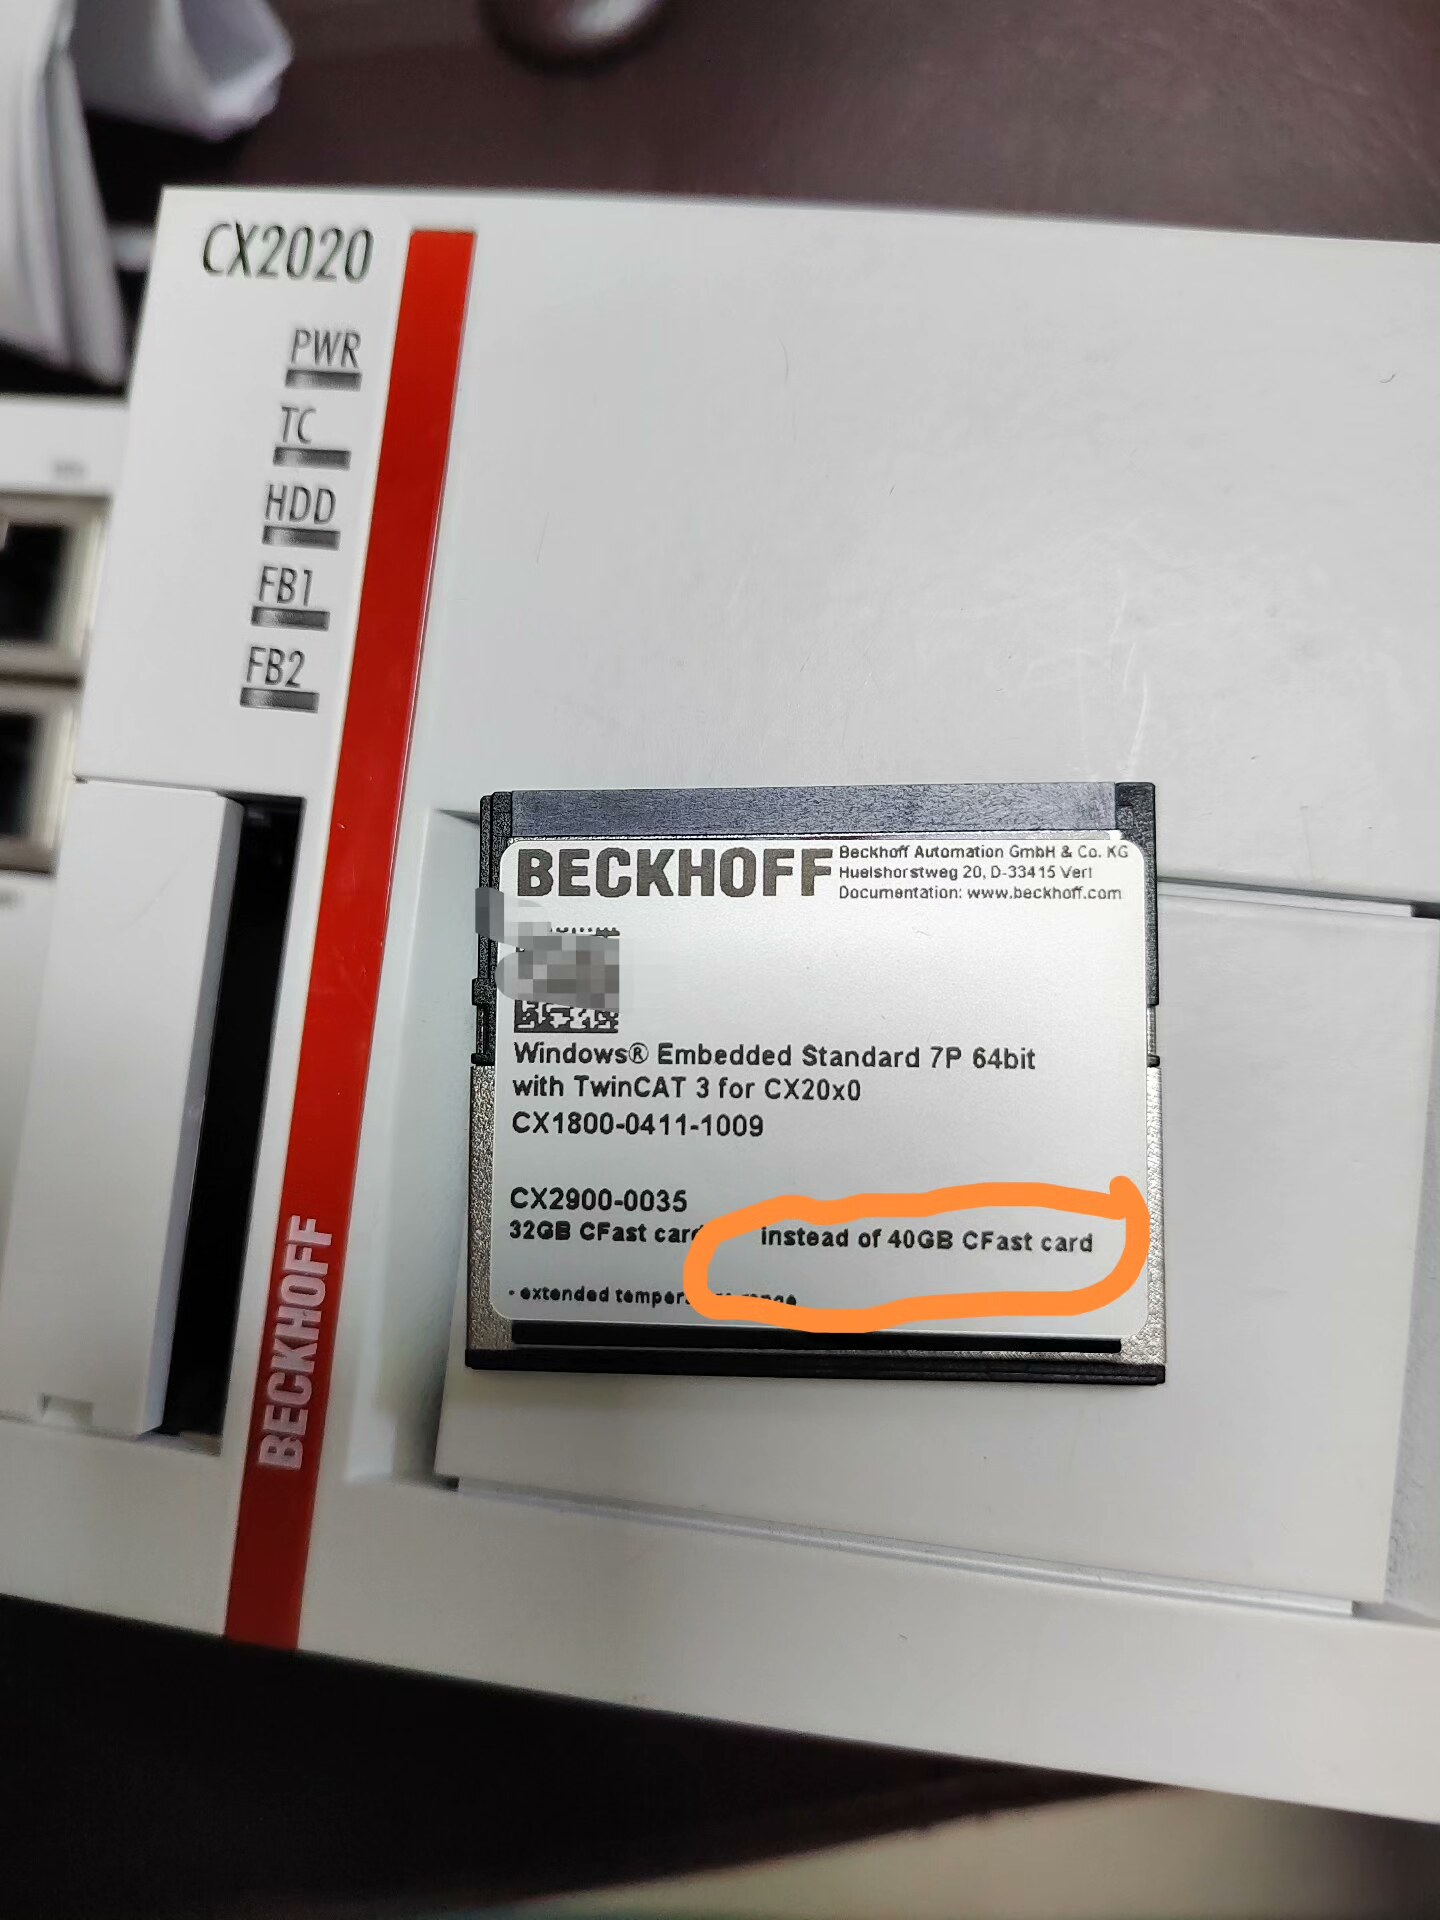 CX2020
PWR
TC
HDD
FB1
FB2
BECKHOFF
BECKHOFF
Beckhoff Automation GmbH & Co. KG
Huelshorstweg 20, D-33415 Verl
Documentation: www.beckhoff.com
Windows® Embedded Standard 7P 64bit
with TwinCAT 3 for CX20x0
CX1800-0411-1009
CX2900-0035
32GB CFast card instead of 40GB CFast card
- extended temperature range